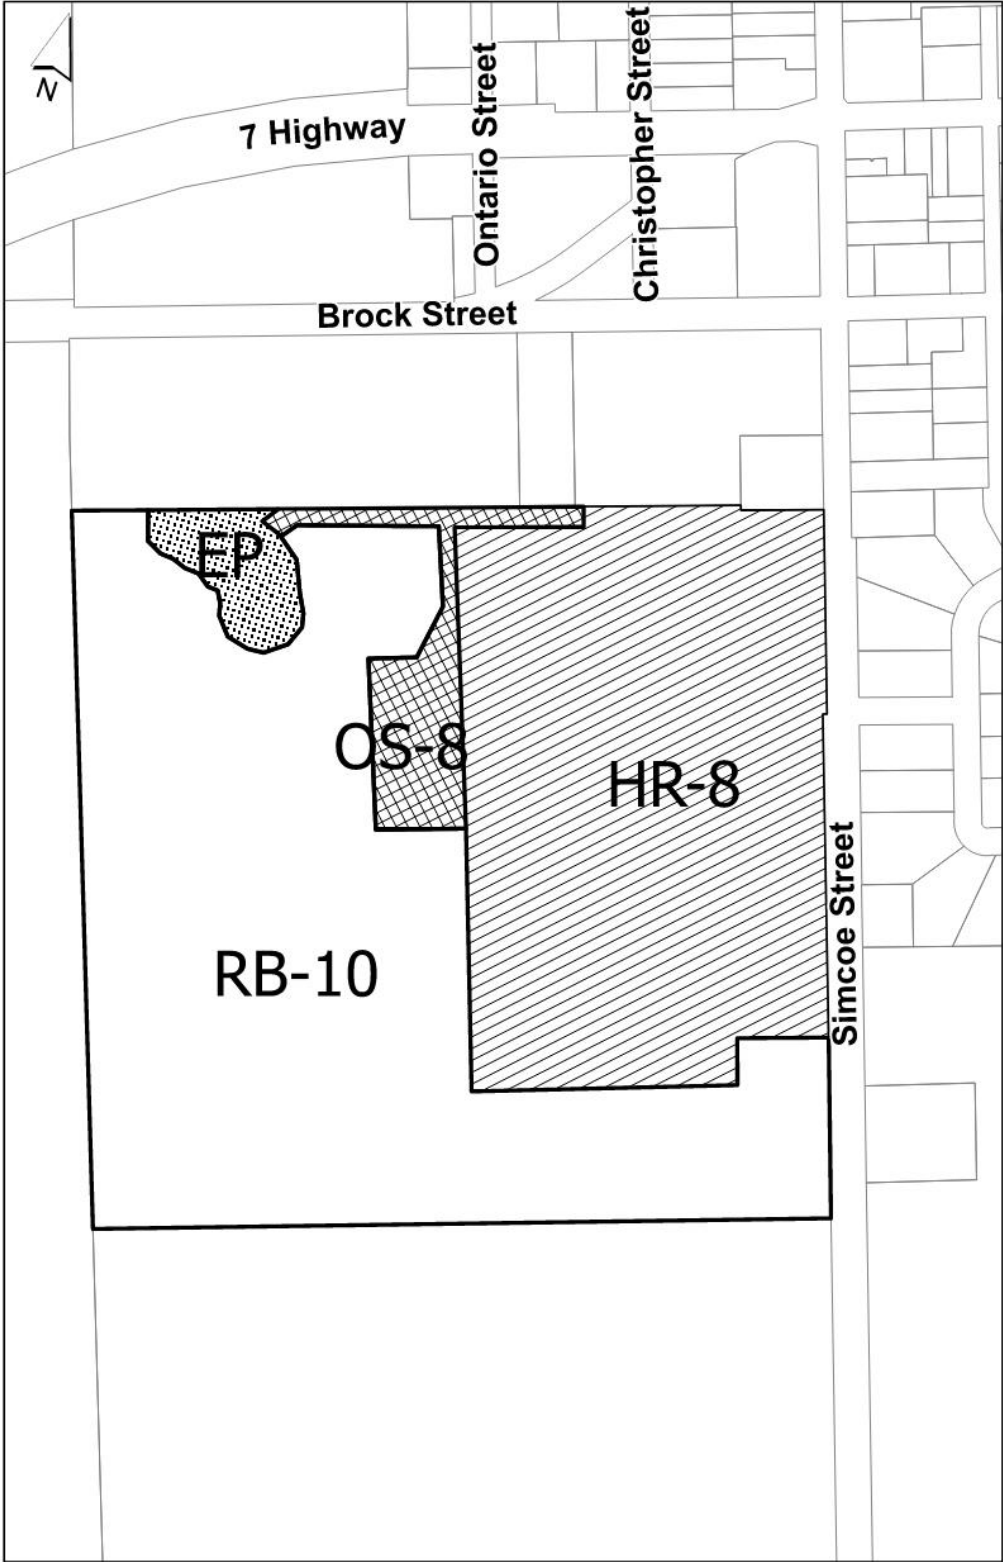 N
7 Highway
Ontario Street
Christopher Street
Brock Street
EP
OS-8
HR-8
Simcoe Street
RB-10